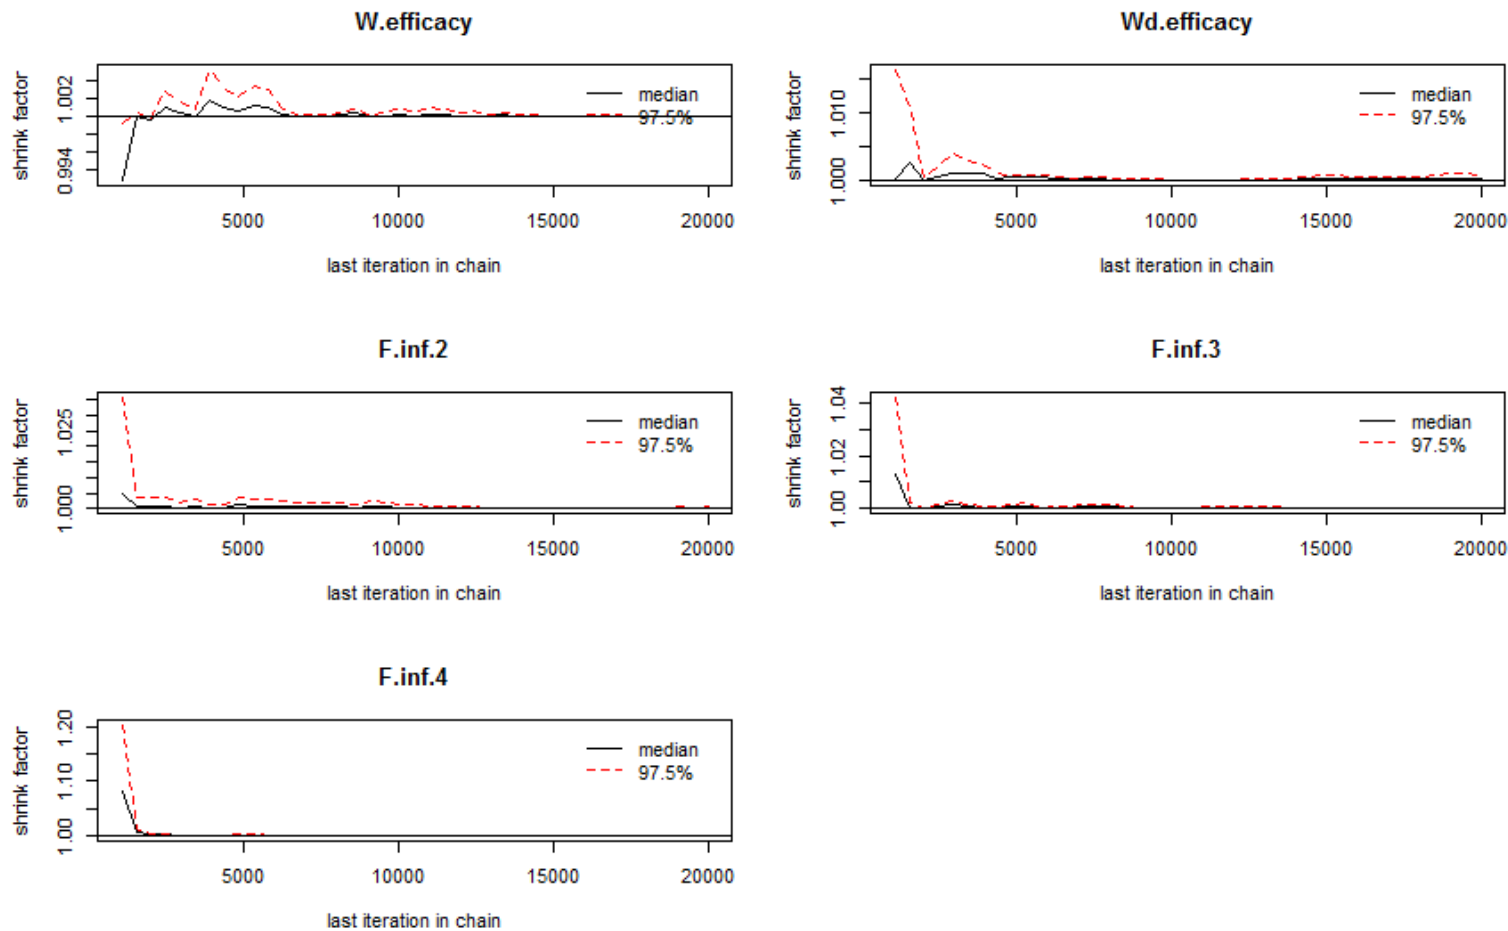 W.efficacy
shrink factor
0.994
1.002
median
97.5%
5000 10000 15000 20000
last iteration in chain
Wd.efficacy
shrink factor
1.000
1.010
median
97.5%
5000 10000 15000 20000
last iteration in chain
F.inf.2
shrink factor
1.000
1.025
median
97.5%
5000 10000 15000 20000
last iteration in chain
F.inf.3
shrink factor
1.00
1.02
1.04
median
97.5%
5000 10000 15000 20000
last iteration in chain
F.inf.4
shrink factor
1.00
1.10
1.20
median
97.5%
5000 10000 15000 20000
last iteration in chain